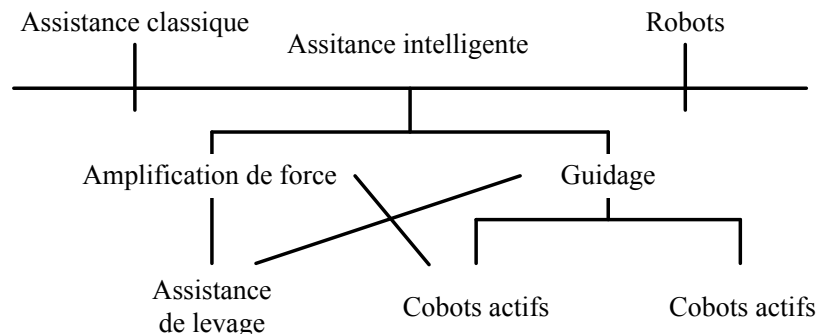 Assistance classique
Assitance intelligente
Robots
Amplification de force
Guidage
Assistance
de levage
Cobots actifs
Cobots actifs